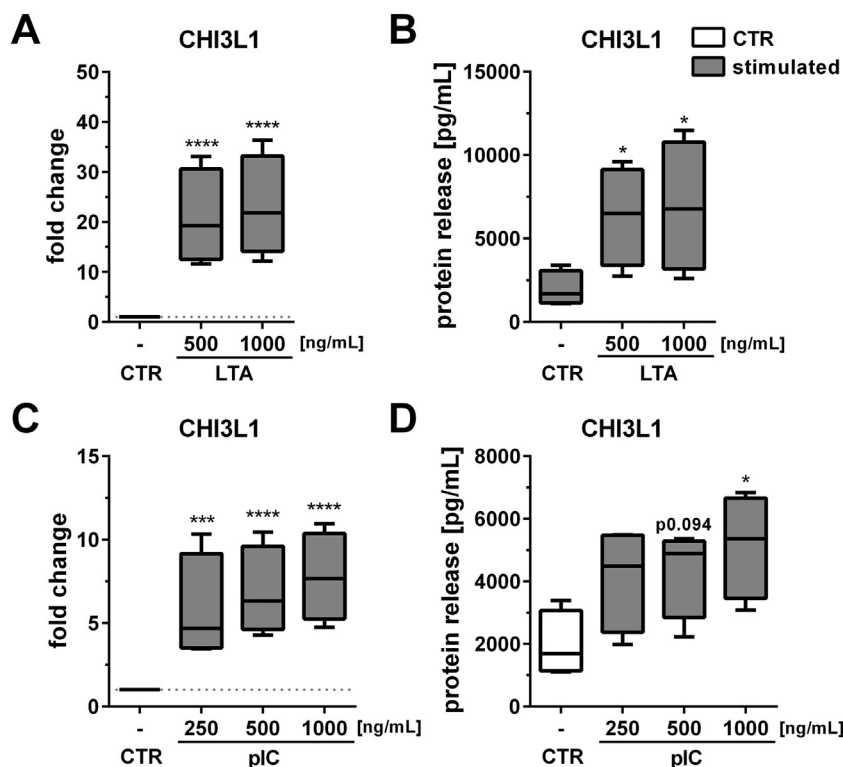 A
CHI3L1
fold change
50
40
30
20
10
0
****
****
-
500
1000
[ng/mL]
CTR
LTA
B
CHI3L1
CTR
stimulated
protein release [pg/mL]
15000
10000
5000
0
*
*
-
500
1000
[ng/mL]
CTR
LTA
C
CHI3L1
fold change
15
10
5
0
***
****
****
-
250
500
1000
[ng/mL]
CTR
pIC
D
CHI3L1
protein release [pg/mL]
8000
6000
4000
2000
0
p0.094
*
-
250
500
1000
[ng/mL]
CTR
pIC